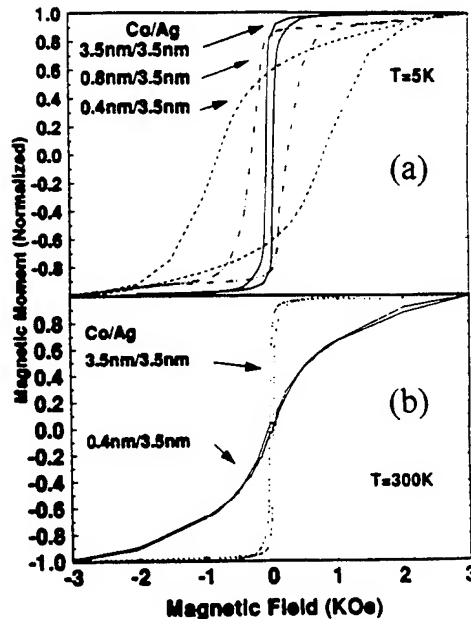 1.0
0.8
0.6
0.4
0.2
0.0
-0.2
-0.4
-0.6
-0.8
Magnetic Moment (Normalized)
Co/Ag
3.5nm/3.5nm
0.8nm/3.5nm
0.4nm/3.5nm
T=5K
(a)
0.8
0.6
0.4
0.2
0.0
-0.2
-0.4
-0.6
-0.8
-1.0
Co/Ag
3.5nm/3.5nm
0.4nm/3.5nm
(b)
T=300K
-3 -2 -1 0 1 2 3
Magnetic Field (KOe)